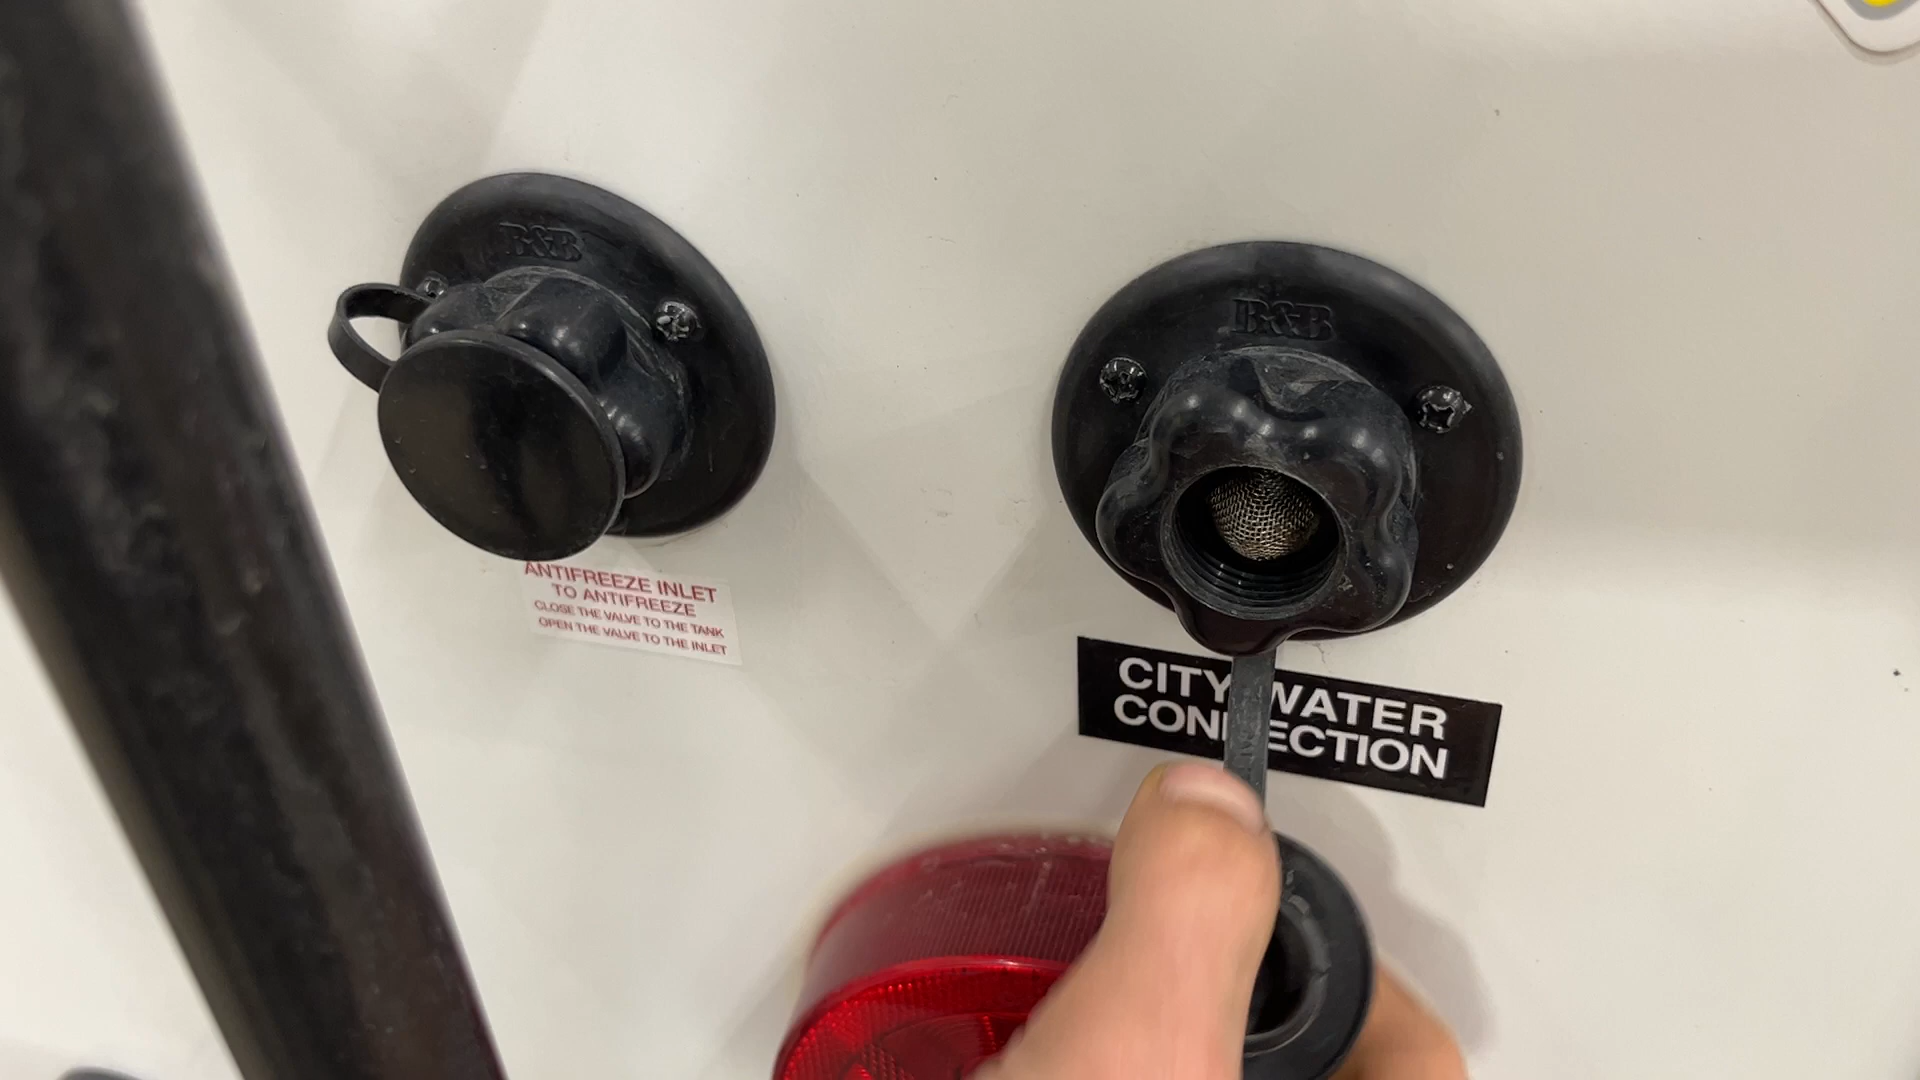 B&B
ANTIFREEZE INLET
TO ANTIFREEZE
CLOSE THE VALVE TO THE TANK
OPEN THE VALVE TO THE INLET
B&B
CITY WATER
CONNECTION